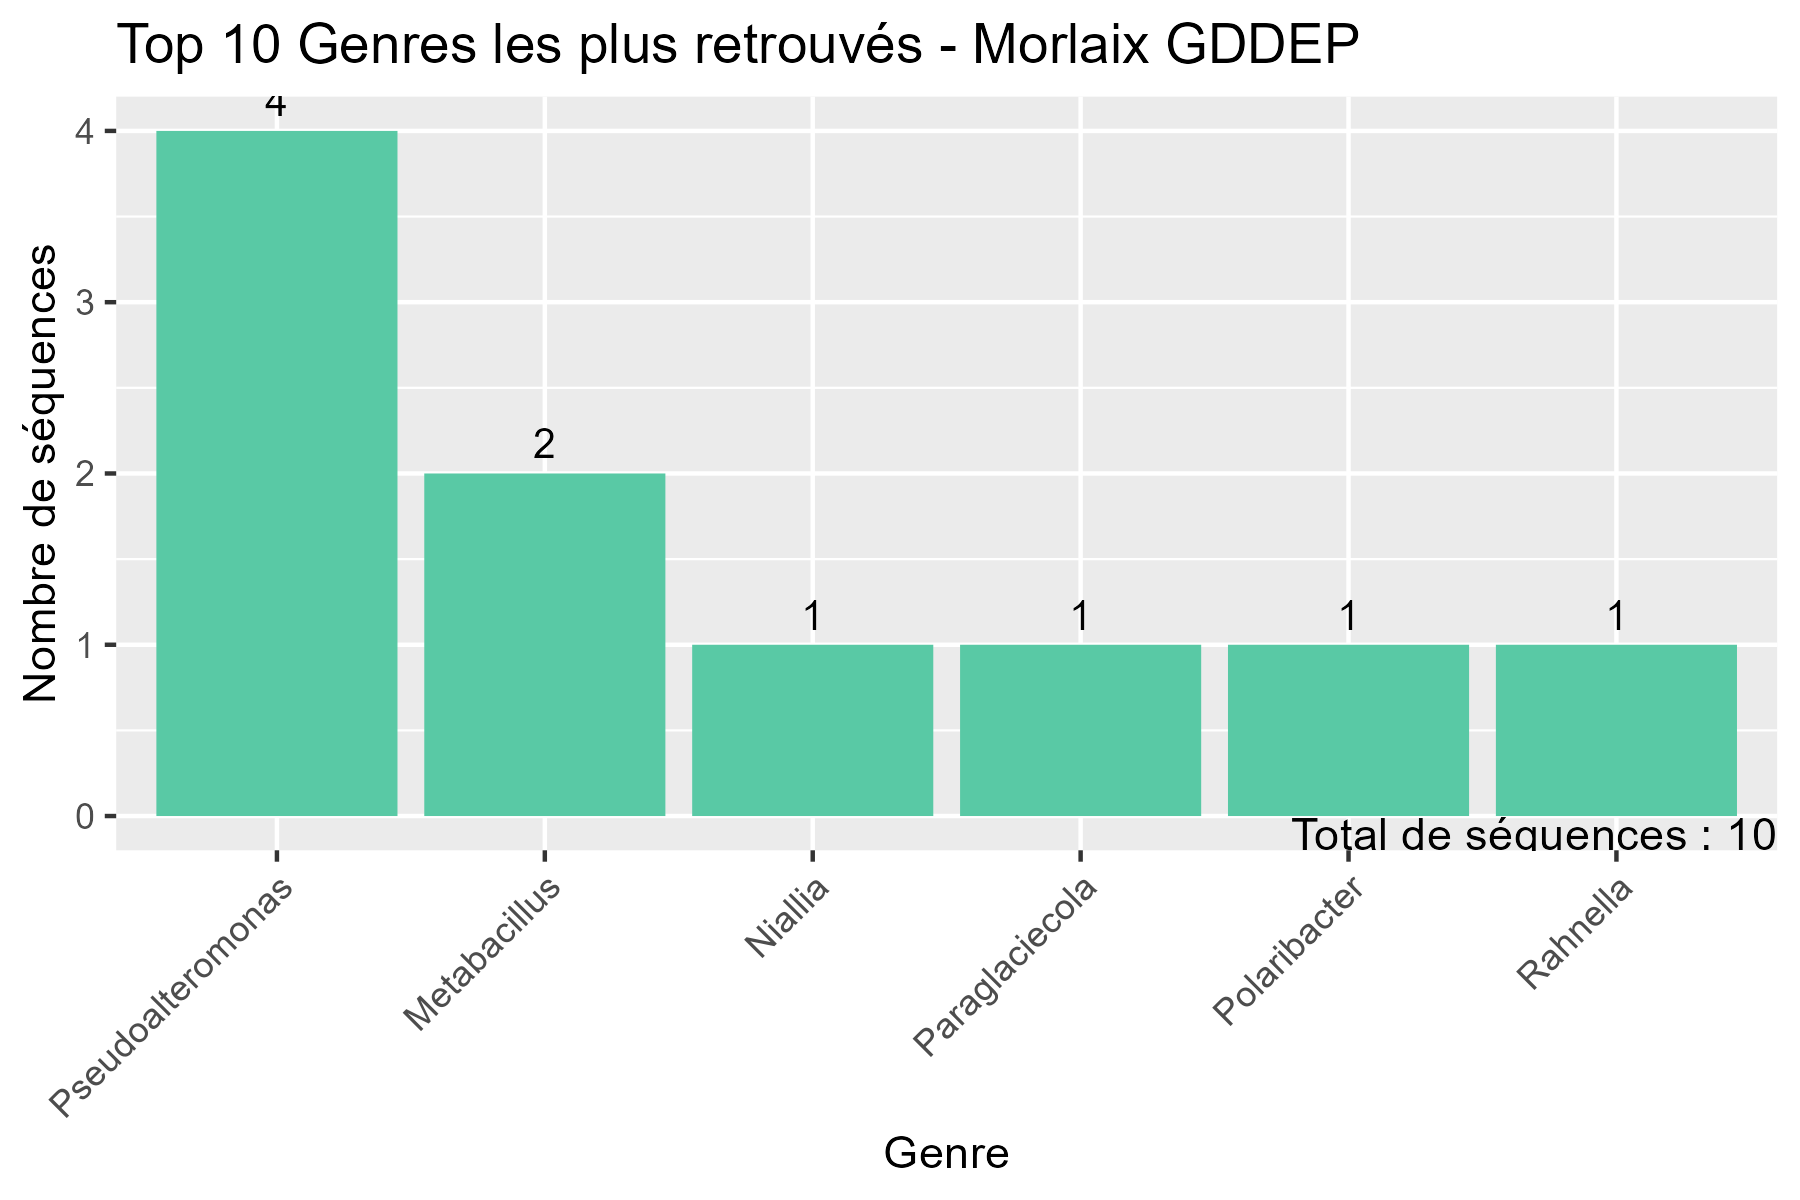 Top 10 Genres les plus retrouvés - Morlaix GDDEP
4
4
3
2
1
0
Nombre de séquences
2
1
1
1
1
Total de séquences : 10
Pseudoalteromonas
Metabacillus
Niallia
Paraglaciecola
Polaribacter
Rahnella
Genre